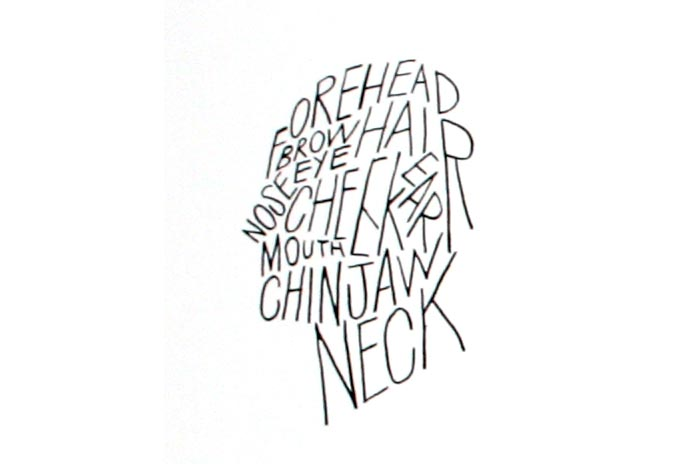 FOREHEAD
BROW HAIR
EYE
NOSE CHEEK EAR
MOUTH
CHIN JAW
NECK